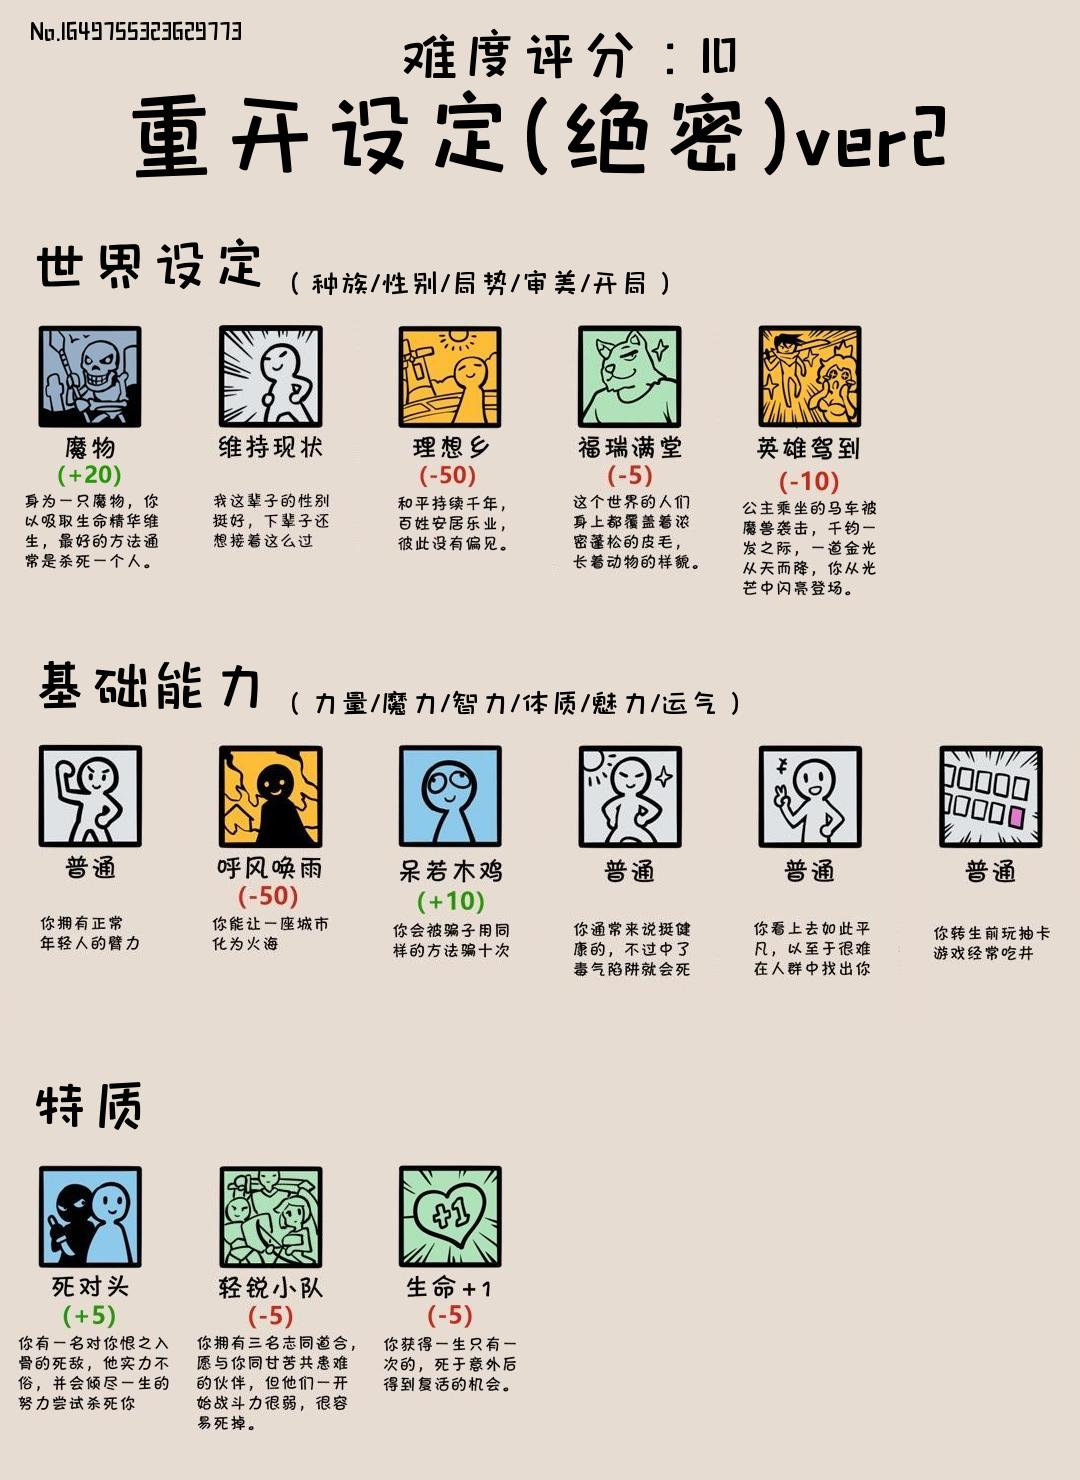 No.1649755323629773
难度评分：10
重开设定(绝密)ver2
世界设定 (种族/性别/局势/审美/开局)
魔物
(+20)
身为一只魔物，你
以吸取生命精华维
生，最好的方法通
常是杀死一个人。
维持现状
我这辈子的性别
挺好，下辈子还
想接着这么过
理想乡
(-50)
和平持续千年，
百姓安居乐业，
彼此没有偏见。
福瑞满堂
(-5)
这个世界的人们
身上都覆盖着浓
密蓬松的皮毛，
长着动物的样貌。
英雄驾到
(-10)
公主乘坐的马车被
魔兽袭击，千钧一
发之际，一道金光
从天而降，你从光
芒中闪亮登场。
基础能力 (力量/魔力/智力/体质/魅力/运气)
普通
你拥有正常
年轻人的臂力
呼风唤雨
(-50)
你能让一座城市
化为火海
呆若木鸡
(+10)
你会被骗子用同
样的方法骗十次
普通
你通常来说挺健
康的，不过中了
毒气陷阱就会死
普通
你看上去如此平
凡，以至于很难
在人群中找出你
普通
你转生前玩抽卡
游戏经常吃井
特质
死对头
(+5)
你有一名对你恨之入
骨的死敌，他实力不
俗，并会倾尽一生的
努力尝试杀死你
轻锐小队
(-5)
你拥有三名志同道合，
愿与你同甘苦共患难
的伙伴，但他们一开
始战斗力很弱，很容
易死掉。
+1
生命+1
(-5)
你获得一生只有一
次的，死于意外后
得到复活的机会。